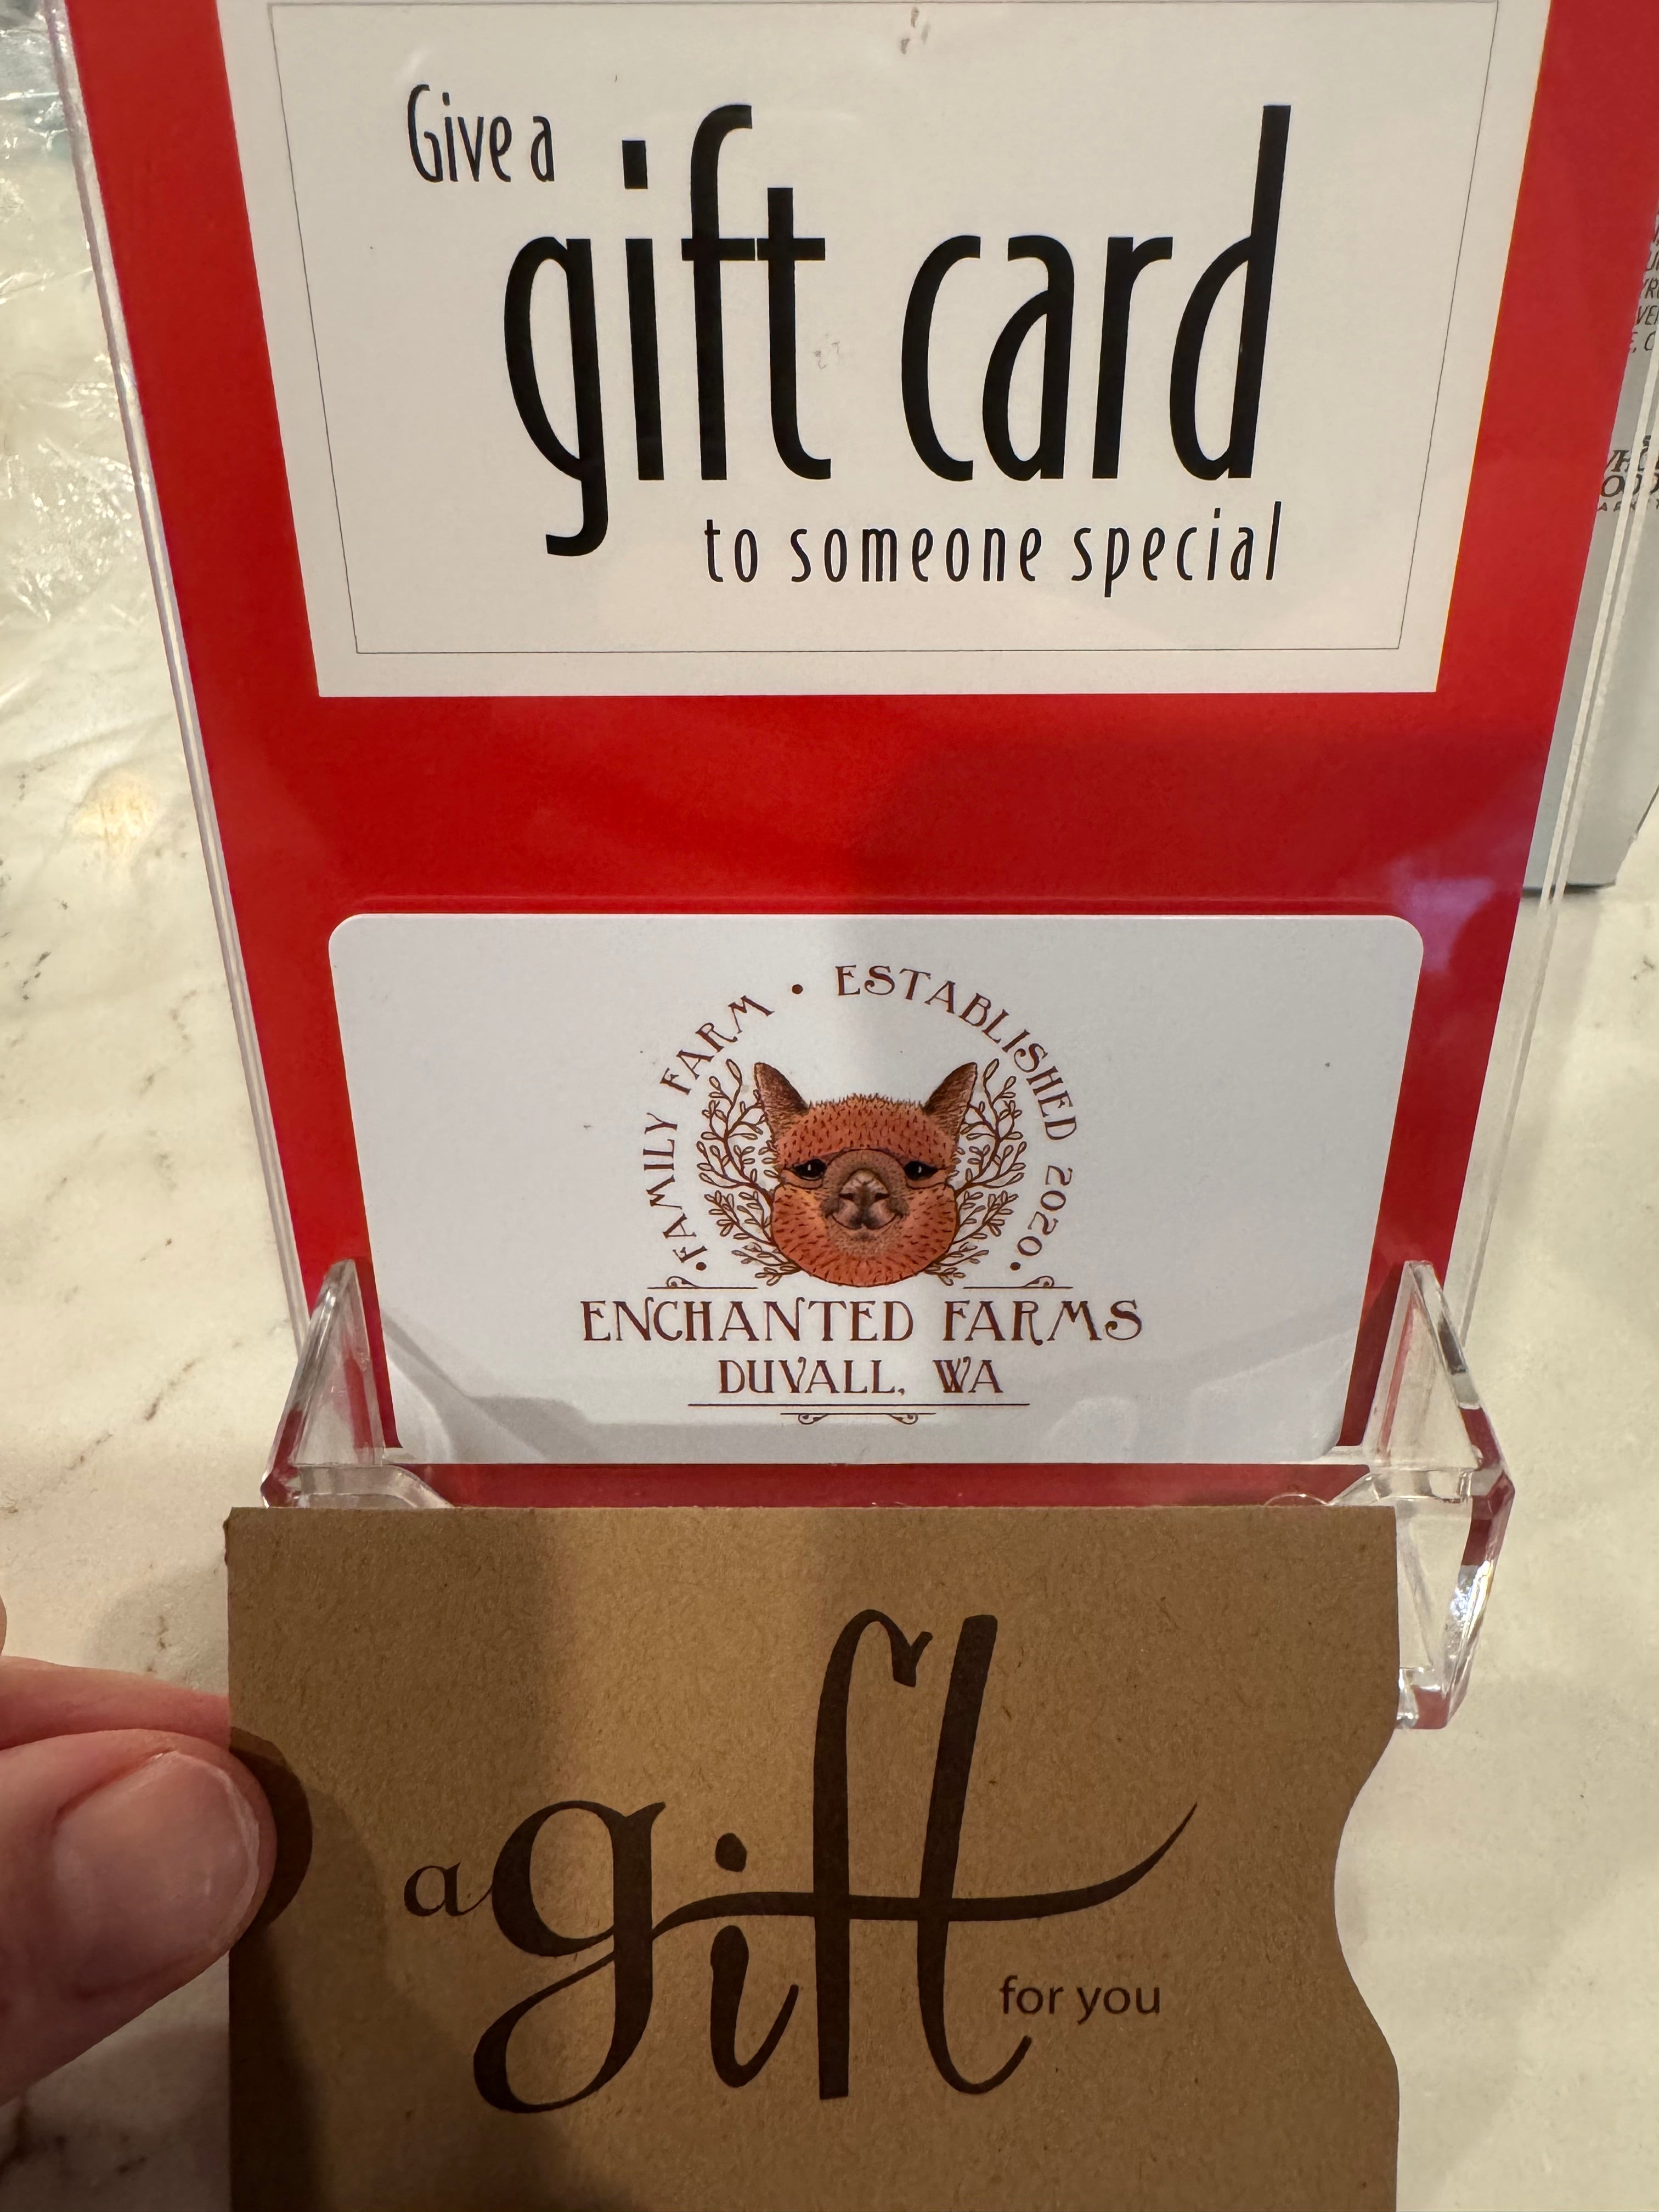 Give a
gift card
to someone special
• FAMILY FARM • ESTABLISHED 2020 •
ENCHANTED FARMS
DUVALL, WA
a gift
for you